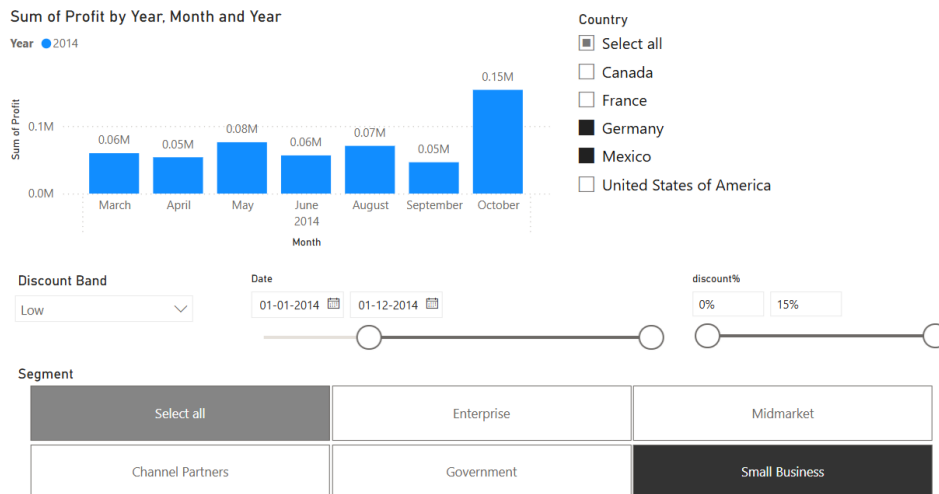 Sum of Profit by Year, Month and Year
Year 2014
Sum of Profit
0.1M
0.0M
0.06M
0.05M
0.08M
0.06M
0.07M
0.05M
0.15M
March April May June August September October
2014
Month
Country
Select all
Canada
France
Germany
Mexico
United States of America
Discount Band
Low
Date
01-01-2014 01-12-2014
discount%
0% 15%
Segment
Select all Enterprise Midmarket
Channel Partners Government Small Business